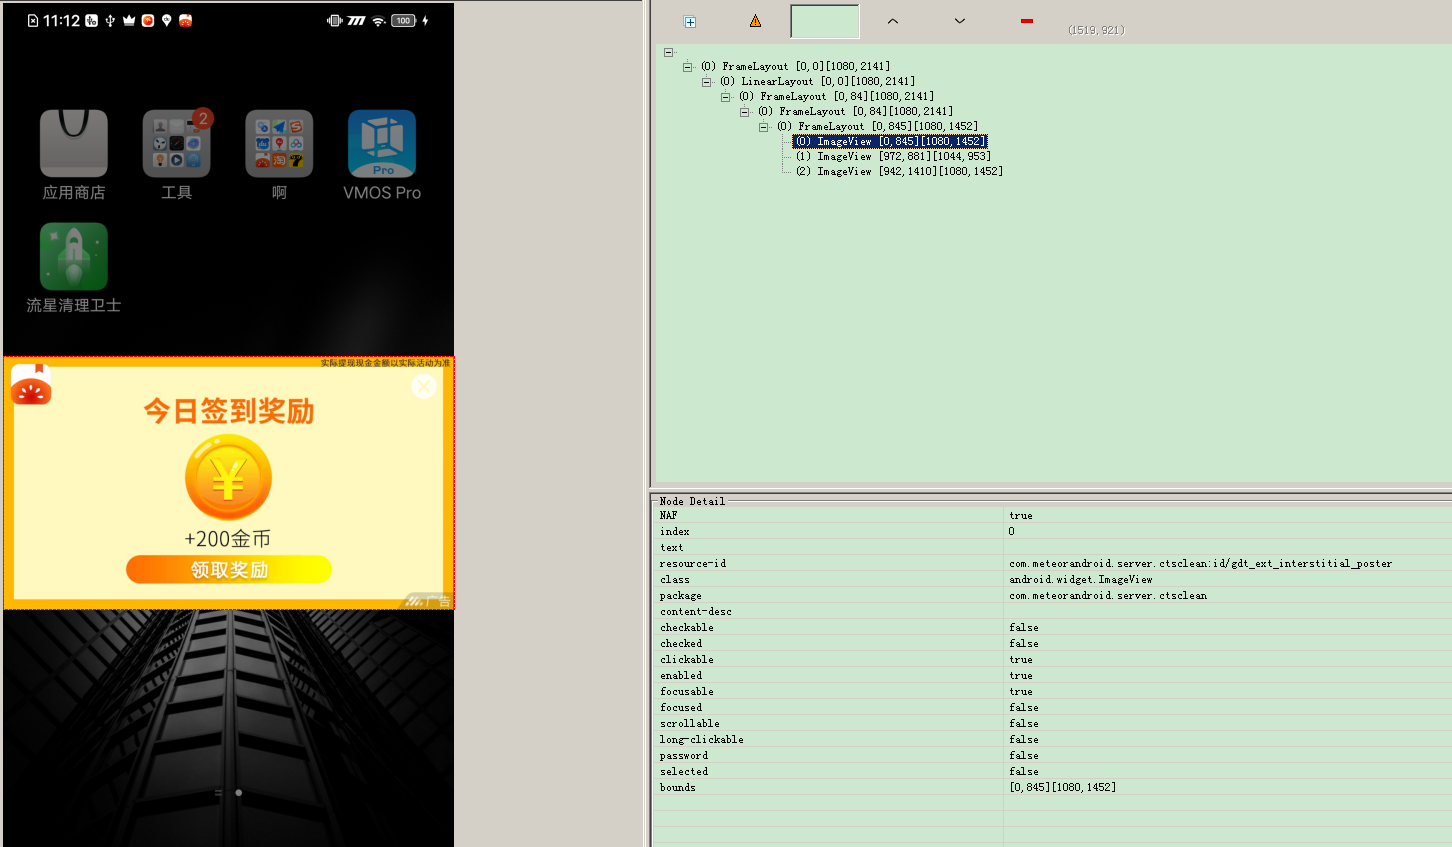 11:12
100
2
应用商店
工具
啊
Pro
VMOS Pro
流星清理卫士
实际提现现金金额以实际活动为准
今日签到奖励
¥
+200金币
领取奖励
广告
(1519,921)
(0) FrameLayout [0,0][1080,2141]
(0) LinearLayout [0,0][1080,2141]
(0) FrameLayout [0,84][1080,2141]
(0) FrameLayout [0,84][1080,2141]
(0) FrameLayout [0,845][1080,1452]
(0) ImageView [0,845][1080,1452]
(1) ImageView [972,881][1044,953]
(2) ImageView [942,1410][1080,1452]
Node Detail
NAF true
index 0
text
resource-id com.meteorandroid.server.ctsclean:id/gdt_ext_interstitial_poster
class android.widget.ImageView
package com.meteorandroid.server.ctsclean
content-desc
checkable false
checked false
clickable true
enabled true
focusable true
focused false
scrollable false
long-clickable false
password false
selected false
bounds [0,845][1080,1452]